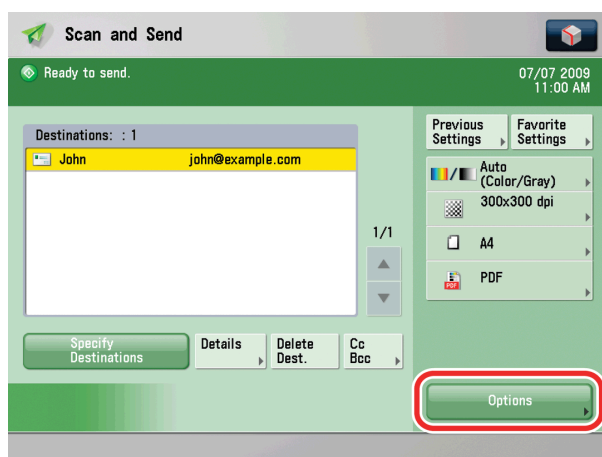 Scan and Send
Ready to send.
07/07 2009
11:00 AM
Destinations: : 1
John john@example.com
1/1
Previous
Settings
Favorite
Settings
Auto
(Color/Gray)
300x300 dpi
A4
PDF
PDF
Specify
Destinations
Details
Delete
Dest.
Cc
Bcc
Options